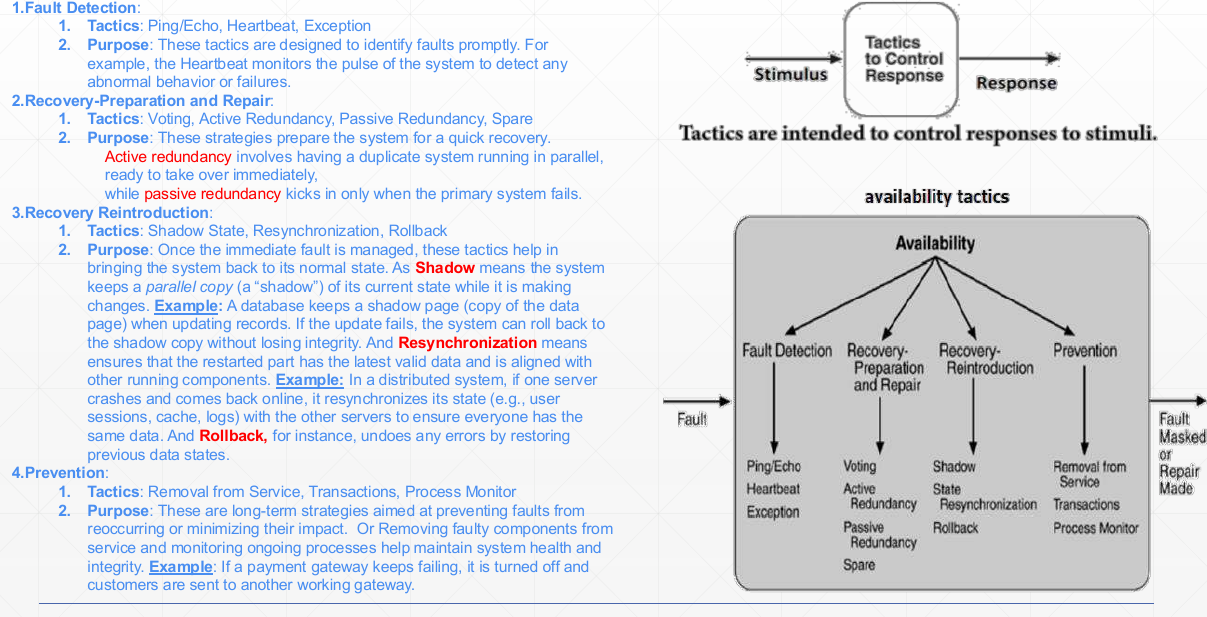 1.Fault Detection:
1. Tactics: Ping/Echo, Heartbeat, Exception
2. Purpose: These tactics are designed to identify faults promptly. For
example, the Heartbeat monitors the pulse of the system to detect any
abnormal behavior or failures.
2.Recovery-Preparation and Repair:
1. Tactics: Voting, Active Redundancy, Passive Redundancy, Spare
2. Purpose: These strategies prepare the system for a quick recovery.
Active redundancy involves having a duplicate system running in parallel,
ready to take over immediately,
while passive redundancy kicks in only when the primary system fails.
3.Recovery Reintroduction:
1. Tactics: Shadow State, Resynchronization, Rollback
2. Purpose: Once the immediate fault is managed, these tactics help in
bringing the system back to its normal state. As Shadow means the system
keeps a parallel copy (a “shadow”) of its current state while it is making
changes. Example: A database keeps a shadow page (copy of the data
page) when updating records. If the update fails, the system can roll back to
the shadow copy without losing integrity. And Resynchronization means
ensures that the restarted part has the latest valid data and is aligned with
other running components. Example: In a distributed system, if one server
crashes and comes back online, it resynchronizes its state (e.g., user
sessions, cache, logs) with the other servers to ensure everyone has the
same data. And Rollback, for instance, undoes any errors by restoring
previous data states.
4.Prevention:
1. Tactics: Removal from Service, Transactions, Process Monitor
2. Purpose: These are long-term strategies aimed at preventing faults from
reoccurring or minimizing their impact. Or Removing faulty components from
service and monitoring ongoing processes help maintain system health and
integrity. Example: If a payment gateway keeps failing, it is turned off and
customers are sent to another working gateway.
Stimulus
Tactics
to Control
Response
Response
Tactics are intended to control responses to stimuli.
availability tactics
Availability
Fault
Fault Detection
Ping/Echo
Heartbeat
Exception
Recovery-
Preparation
and Repair
Voting
Active
Redundancy
Passive
Redundancy
Spare
Recovery-
Reintroduction
Shadow
State
Resynchronization
Rollback
Prevention
Removal from
Service
Transactions
Process Monitor
Fault
Masked
or
Repair
Made